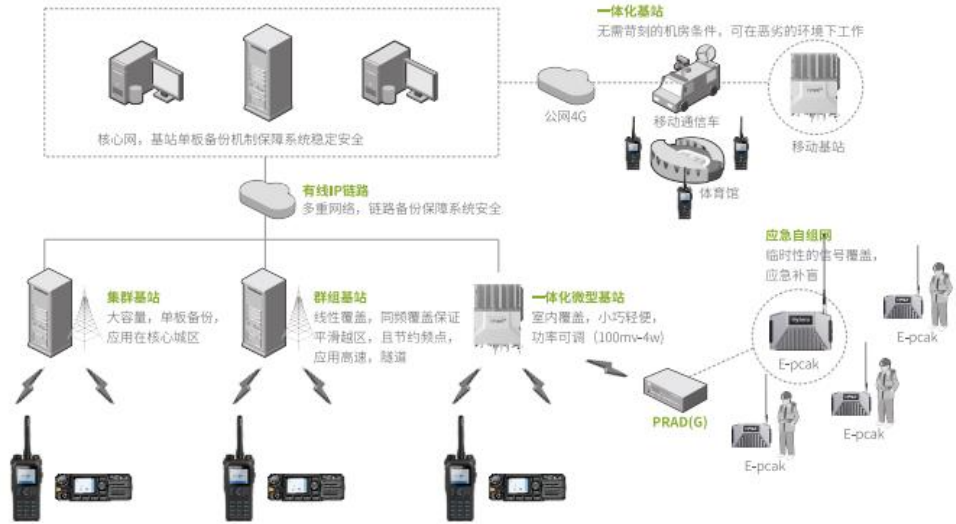 一体化基站
无需苛刻的机房条件，可在恶劣的环境下工作
核心网，基站单板备份机制保障系统稳定安全
公网4G
移动通信车
移动基站
体育馆
有线IP链路
多重网络，链路备份保障系统安全
应急自组网
临时性的信号覆盖，
应急补盲
集群基站
大容量，单板备份，
应用在核心城区
群组基站
线性覆盖，同频覆盖保证
平滑越区，且节约频点，
应用高速，隧道
一体化微型基站
室内覆盖，小巧轻便，
功率可调（100mv-4w)
E-pcak
E-pcak
PRAD(G)
E-pcak
E-pcak